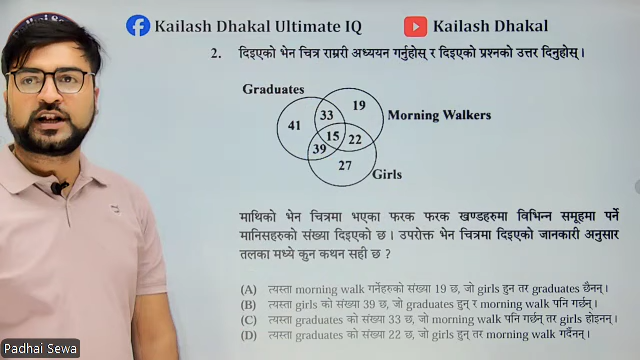 Kailash Dhakal Ultimate IQ
Kailash Dhakal
2. दिइएको भेन चित्र राम्ररी अध्ययन गर्नुहोस् र दिइएको प्रश्नको उत्तर दिनुहोस् ।
Graduates
Morning Walkers
Girls
41 33 19
15
39 22
27
माथिको भेन चित्रमा भएका फरक फरक खण्डहरुमा विभिन्न समूहमा पर्ने
मानिसहरुको संख्या दिइएको छ । उपरोक्त भेन चित्रमा दिइएको जानकारी अनुसार
तलका मध्ये कुन कथन सही छ ?
(A) त्यस्ता morning walk गर्नेहरुको संख्या 19 छ, जो girls हुन तर graduates छैनन् ।
(B) त्यस्ता girls को संख्या 39 छ, जो graduates हुन् र morning walk पनि गर्छन् ।
(C) त्यस्ता graduates को संख्या 33 छ, जो morning walk पनि गर्छन् तर girls होइनन् ।
(D) त्यस्ता graduates को संख्या 22 छ, जो girls हुन् तर morning walk गर्दैनन् ।
Padhai Sewa